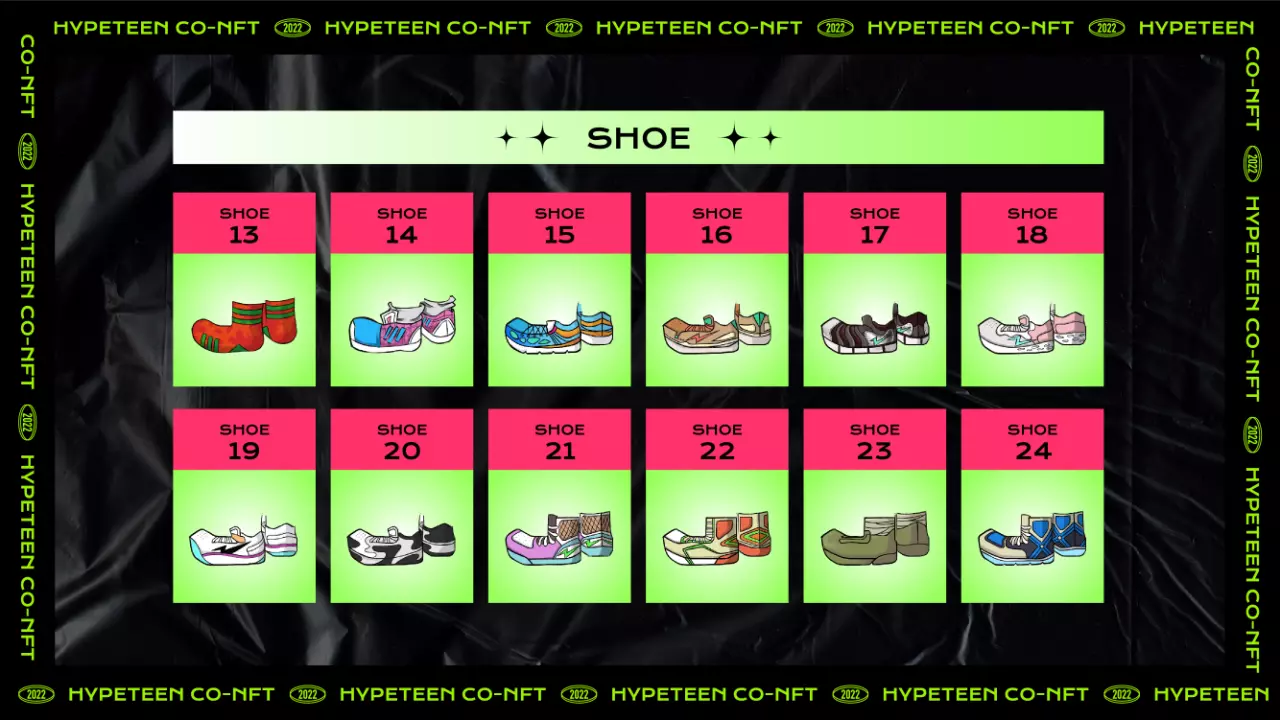 HYPETEEN CO-NFT 2022 HYPETEEN CO-NFT 2022 HYPETEEN CO-NFT 2022 HYPETEEN CO-NFT 2022 HYPETEEN
CO-NFT 2022 HYPETEEN CO-NFT 2022 HYPETEEN CO-NFT
SHOE
SHOE
13
SHOE
14
SHOE
15
SHOE
16
SHOE
17
SHOE
18
SHOE
19
SHOE
20
SHOE
21
SHOE
22
SHOE
23
SHOE
24
CO-NFT 2022 HYPETEEN CO-NFT 2022 HYPETEEN CO-NFT
2022 HYPETEEN CO-NFT 2022 HYPETEEN CO-NFT 2022 HYPETEEN CO-NFT 2022 HYPETEEN CO-NFT 2022 HYPETEEN